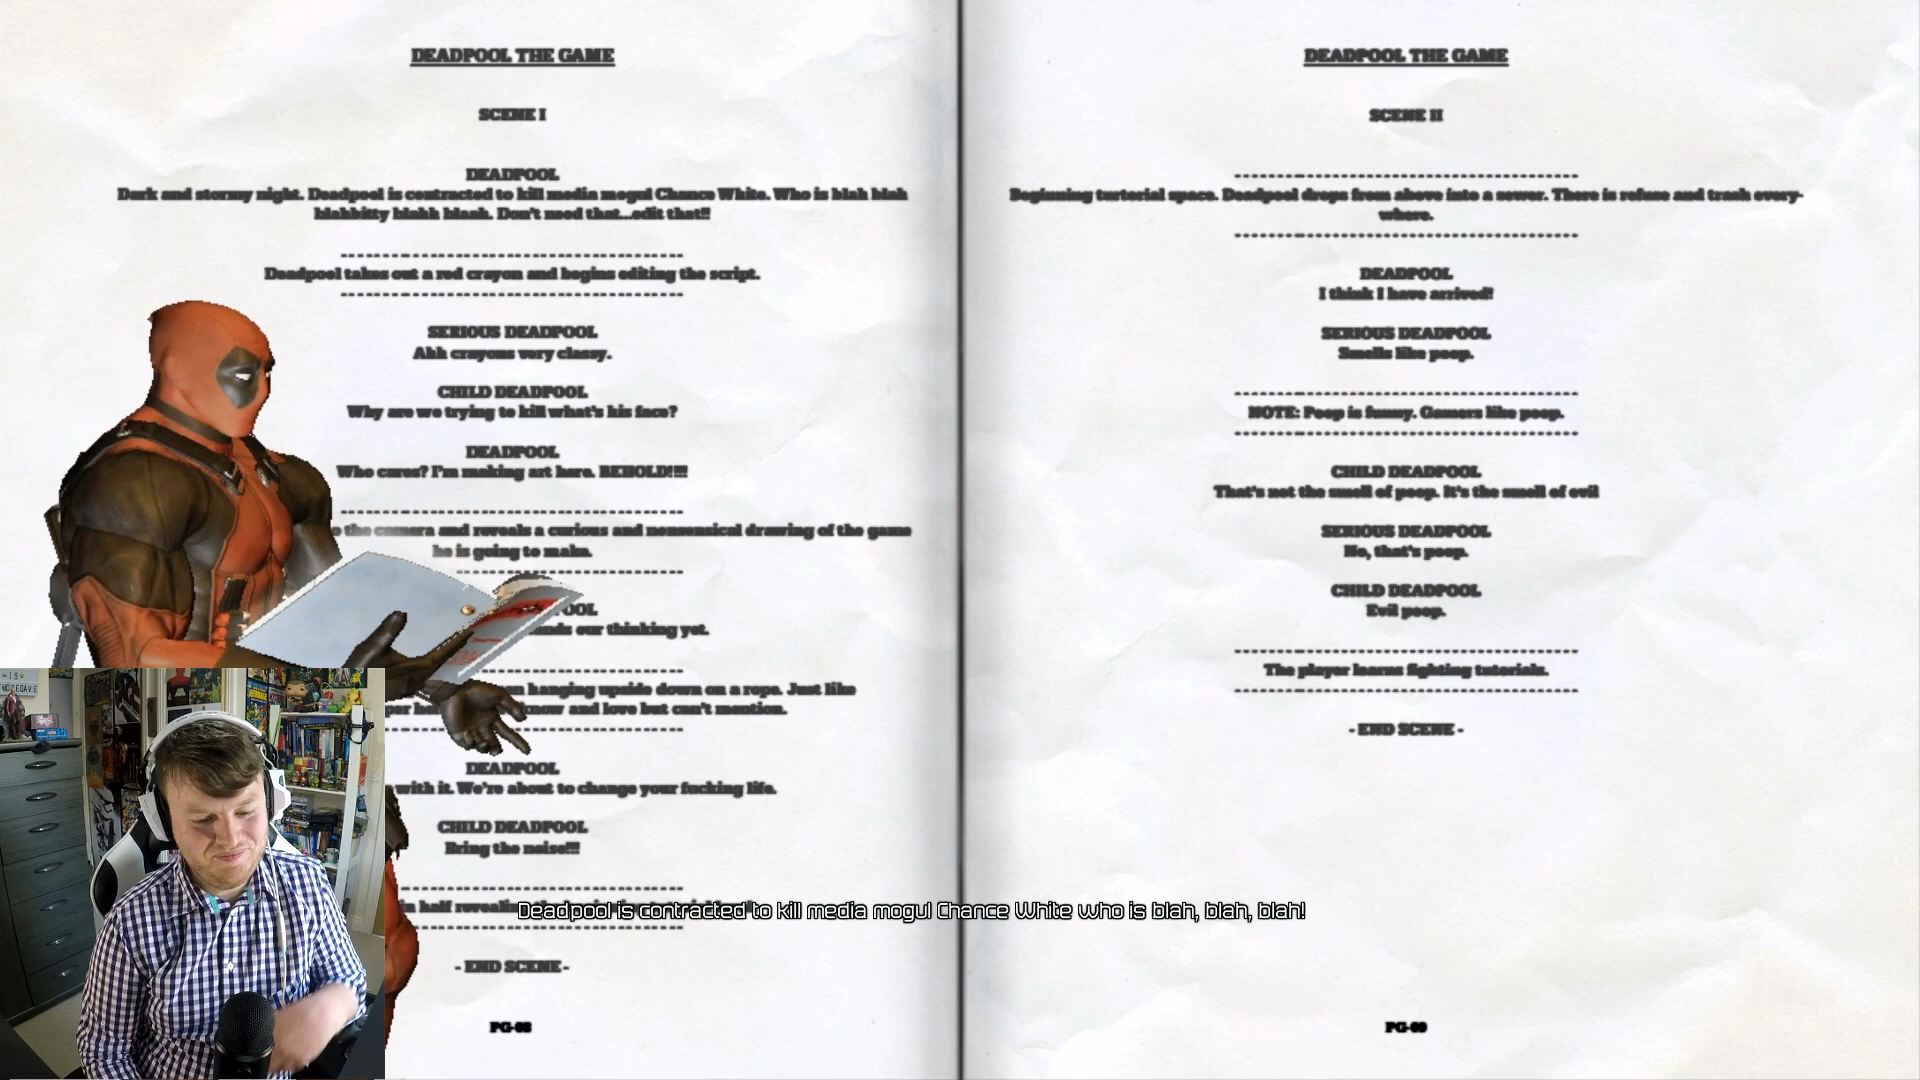 DEADPOOL THE GAME
SCENE I
DEADPOOL
Dark and stormy night. Deadpool is contracted to kill media mogul Chance White. Who is blah blah
blahbitty blahh blaah. Don't need that...edit that!!
Deadpool takes out a red crayon and begins editing the script.
SERIOUS DEADPOOL
Ahh crayons very classy.
CHILD DEADPOOL
Why are we trying to kill what's his face?
DEADPOOL
Who cares? I'm making art here. BEHOLD!!!!
the camera and reveals a curious and nonsensical drawing of the game
he is going to make.
our thinking yet.
hanging upside down on a rope. Just like
know and love but can't mention.
DEADPOOL
with it. We're about to change your fucking life.
CHILD DEADPOOL
Bring the noise!!!
in half
- END SCENE -
PG-08
DEADPOOL THE GAME
SCENE II
Beginning turtorial space. Deadpool drops from above into a sewer. There is refuse and trash every-
where.
DEADPOOL
I think I have arrived!
SERIOUS DEADPOOL
Smells like poop.
NOTE: Poop is funny. Gamers like poop.
CHILD DEADPOOL
That's not the smell of poop. It's the smell of evil
SERIOUS DEADPOOL
No, that's poop.
CHILD DEADPOOL
Evil poop.
The player learns fighting tutorials.
- END SCENE -
PG-09
Deadpool is contracted to kill media mogul Chance White who is blah, blah, blah!